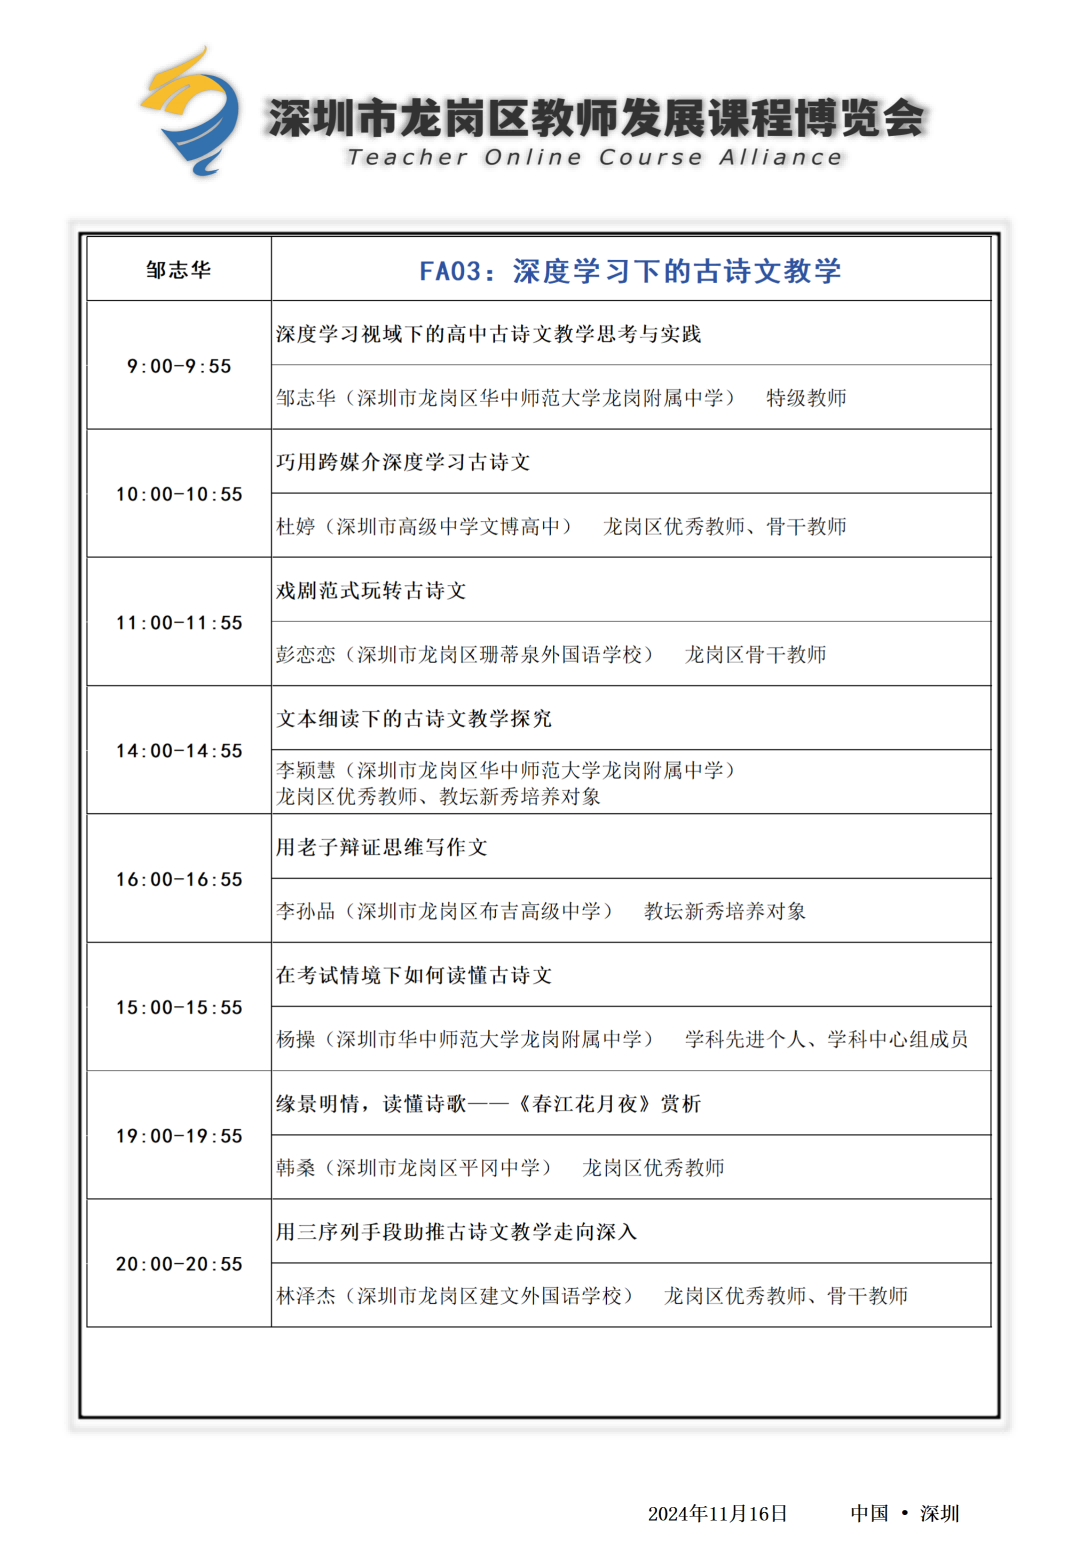 深圳市龙岗区教师发展课程博览会
Teacher Online Course Alliance
邹志华
FA03：深度学习下的古诗文教学
9:00-9:55
深度学习视域下的高中古诗文教学思考与实践
邹志华（深圳市龙岗区华中师范大学龙岗附属中学） 特级教师
10:00-10:55
巧用跨媒介深度学习古诗文
杜婷（深圳市高级中学文博高中） 龙岗区优秀教师、骨干教师
11:00-11:55
戏剧范式玩转古诗文
彭恋恋（深圳市龙岗区珊蒂泉外国语学校） 龙岗区骨干教师
14:00-14:55
文本细读下的古诗文教学探究
李颖慧（深圳市龙岗区华中师范大学龙岗附属中学）
龙岗区优秀教师、教坛新秀培养对象
16:00-16:55
用老子辩证思维写作文
李孙品（深圳市龙岗区布吉高级中学） 教坛新秀培养对象
15:00-15:55
在考试情境下如何读懂古诗文
杨操（深圳市华中师范大学龙岗附属中学） 学科先进个人、学科中心组成员
19:00-19:55
缘景明情，读懂诗歌——《春江花月夜》赏析
韩桑（深圳市龙岗区平冈中学） 龙岗区优秀教师
20:00-20:55
用三序列手段助推古诗文教学走向深入
林泽杰（深圳市龙岗区建文外国语学校） 龙岗区优秀教师、骨干教师
2024年11月16日 中国 • 深圳